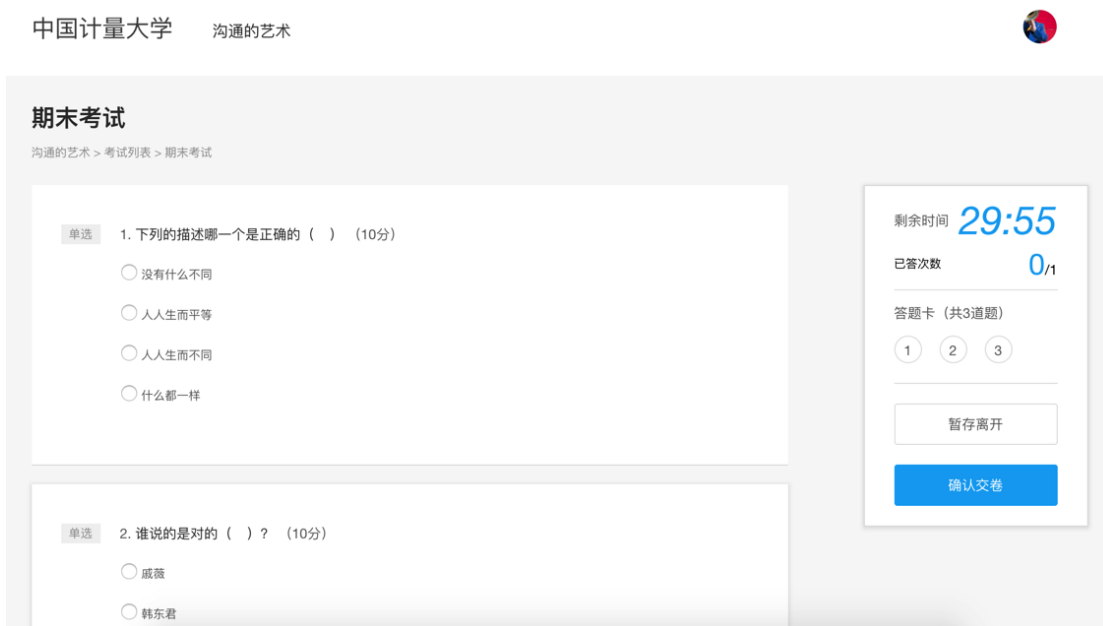 中国计量大学 沟通的艺术
期末考试
沟通的艺术 > 考试列表 > 期末考试
单选 1. 下列的描述哪一个是正确的（ ）（10分）
没有什么不同
人人生而平等
人人生而不同
什么都一样
单选 2. 谁说的是对的（ ）？（10分）
戚薇
韩东君
剩余时间 29:55
已答次数 0/1
答题卡（共3道题）
1 2 3
暂存离开
确认交卷